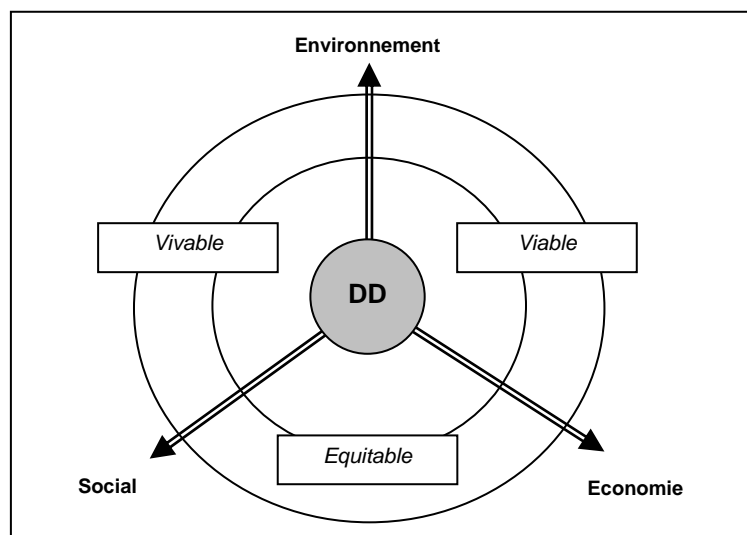 Environnement
Vivable
Viable
DD
Equitable
Social
Economie